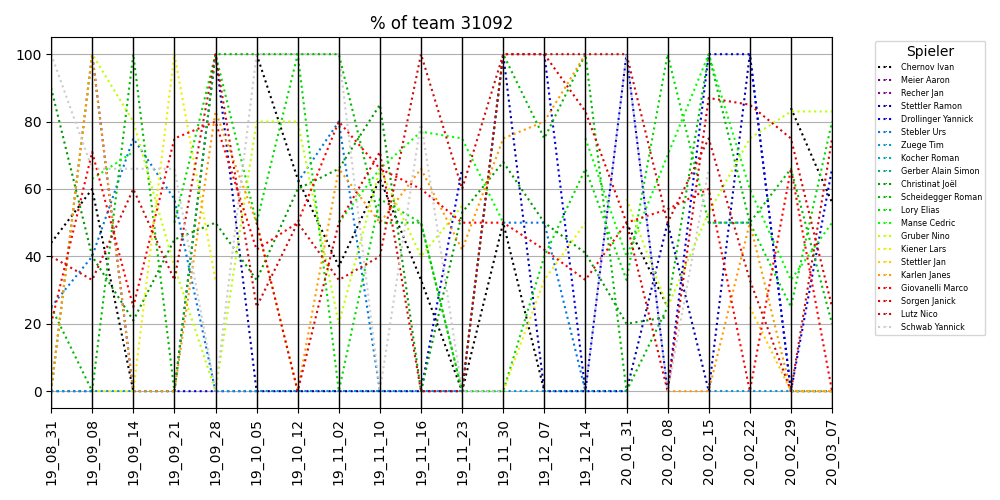 % of team 31092
100
80
60
40
20
0
19_08_31
19_09_08
19_09_14
19_09_21
19_09_28
19_10_05
19_10_12
19_11_02
19_11_10
19_11_16
19_11_23
19_11_30
19_12_07
19_12_14
20_01_31
20_02_08
20_02_15
20_02_22
20_02_29
20_03_07
Spieler
Chernov Ivan
Meier Aaron
Recher Jan
Stettler Ramon
Drollinger Yannick
Stebler Urs
Zuege Tim
Kocher Roman
Gerber Alain Simon
Christinat Joël
Scheidegger Roman
Lory Elias
Manse Cedric
Gruber Nino
Kiener Lars
Stettler Jan
Karlen Janes
Giovanelli Marco
Sorgen Janick
Lutz Nico
Schwab Yannick